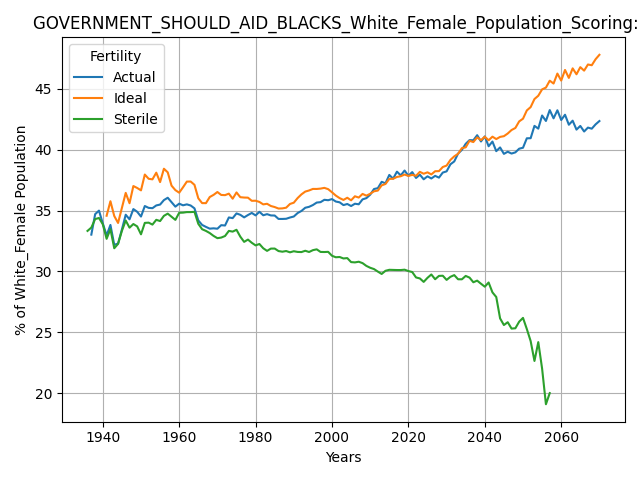 GOVERNMENT_SHOULD_AID_BLACKS_White_Female_Population_Scoring:
Fertility
Actual
Ideal
Sterile
% of White_Female Population
45
40
35
30
25
20
1940 1960 1980 2000 2020 2040 2060
Years